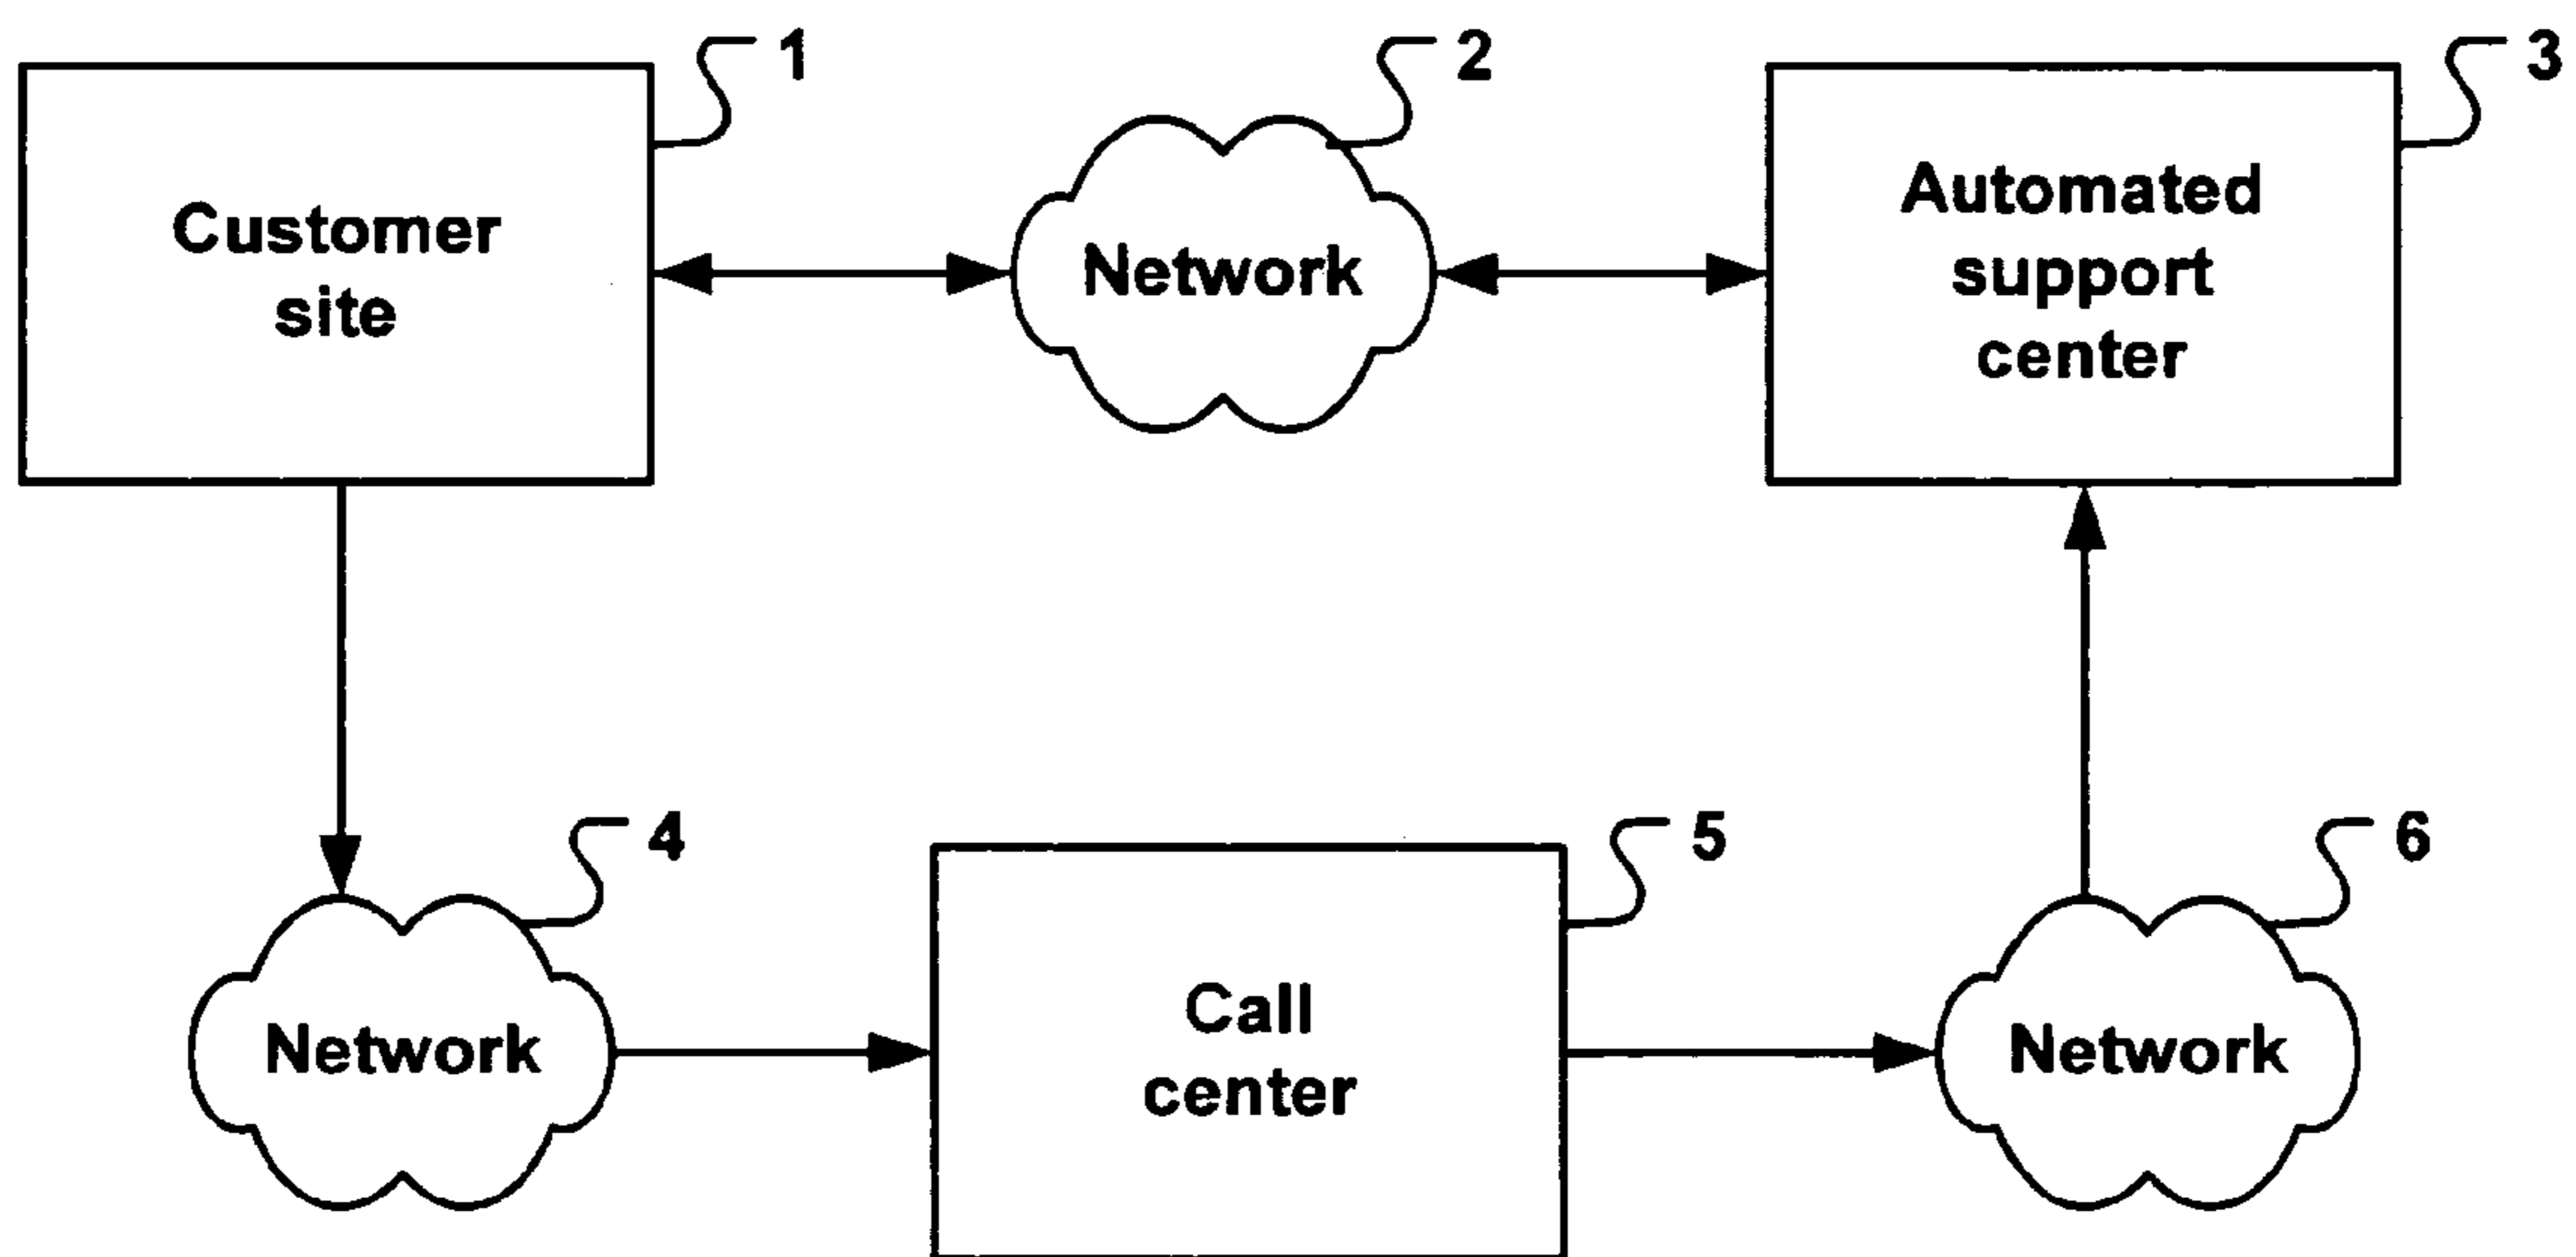 1
2
3
Customer
site
Network
Automated
support
center
4
5
6
Network
Call
center
Network